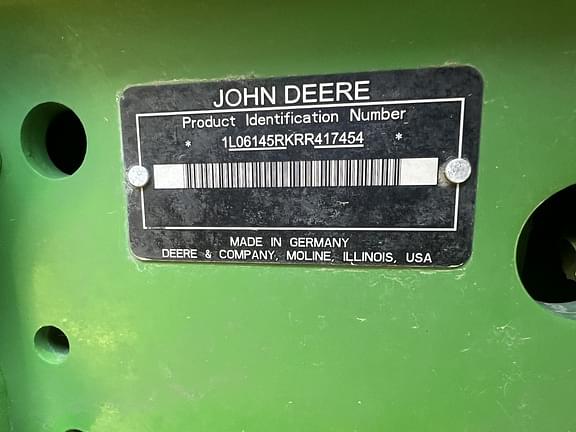 JOHN DEERE
Product Identification Number
* 1L06145RKRR417454 *
MADE IN GERMANY
DEERE & COMPANY, MOLINE, ILLINOIS, USA